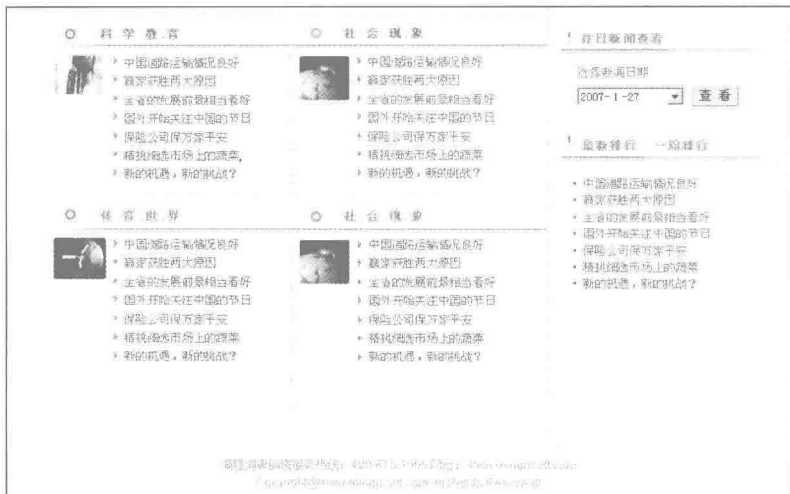 科学教育
中国道路运输情况良好
赢家获胜两大原因
全省的发展前景相当看好
国外开始关注中国的节日
保险公司保万家平安
精挑细选市场上的蔬菜
新的机遇，新的挑战？
社会现象
中国道路运输情况良好
赢家获胜两大原因
全省的发展前景相当看好
国外开始关注中国的节日
保险公司保万家平安
精挑细选市场上的蔬菜
新的机遇，新的挑战？
体育世界
中国道路运输情况良好
赢家获胜两大原因
全省的发展前景相当看好
国外开始关注中国的节日
保险公司保万家平安
精挑细选市场上的蔬菜
新的机遇，新的挑战？
社会现象
中国道路运输情况良好
赢家获胜两大原因
全省的发展前景相当看好
国外开始关注中国的节日
保险公司保万家平安
精挑细选市场上的蔬菜
新的机遇，新的挑战？
往日新闻查看
选择新闻日期
2007-1-27 查看
最新排行 一周排行
中国道路运输情况良好
赢家获胜两大原因
全省的发展前景相当看好
国外开始关注中国的节日
保险公司保万家平安
精挑细选市场上的蔬菜
新的机遇，新的挑战？